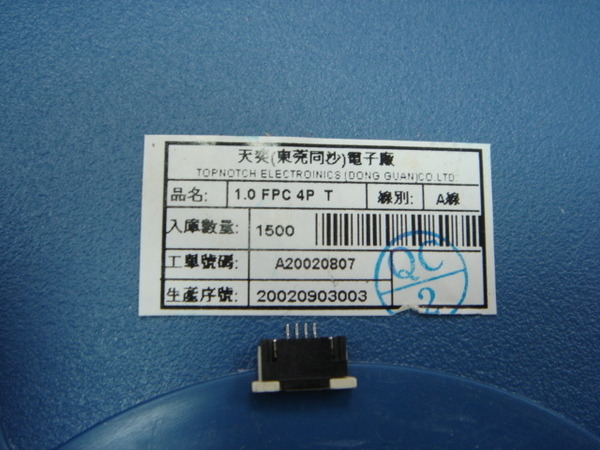 天奕(東莞同沙)電子廠
TOPNOTCH ELECTROINICS (DONG GUAN)CO.LTD.
品名: 1.0 FPC 4P T 線別: A線
入庫數量: 1500
工單號碼: A20020807
生產序號: 20020903003
QC
2